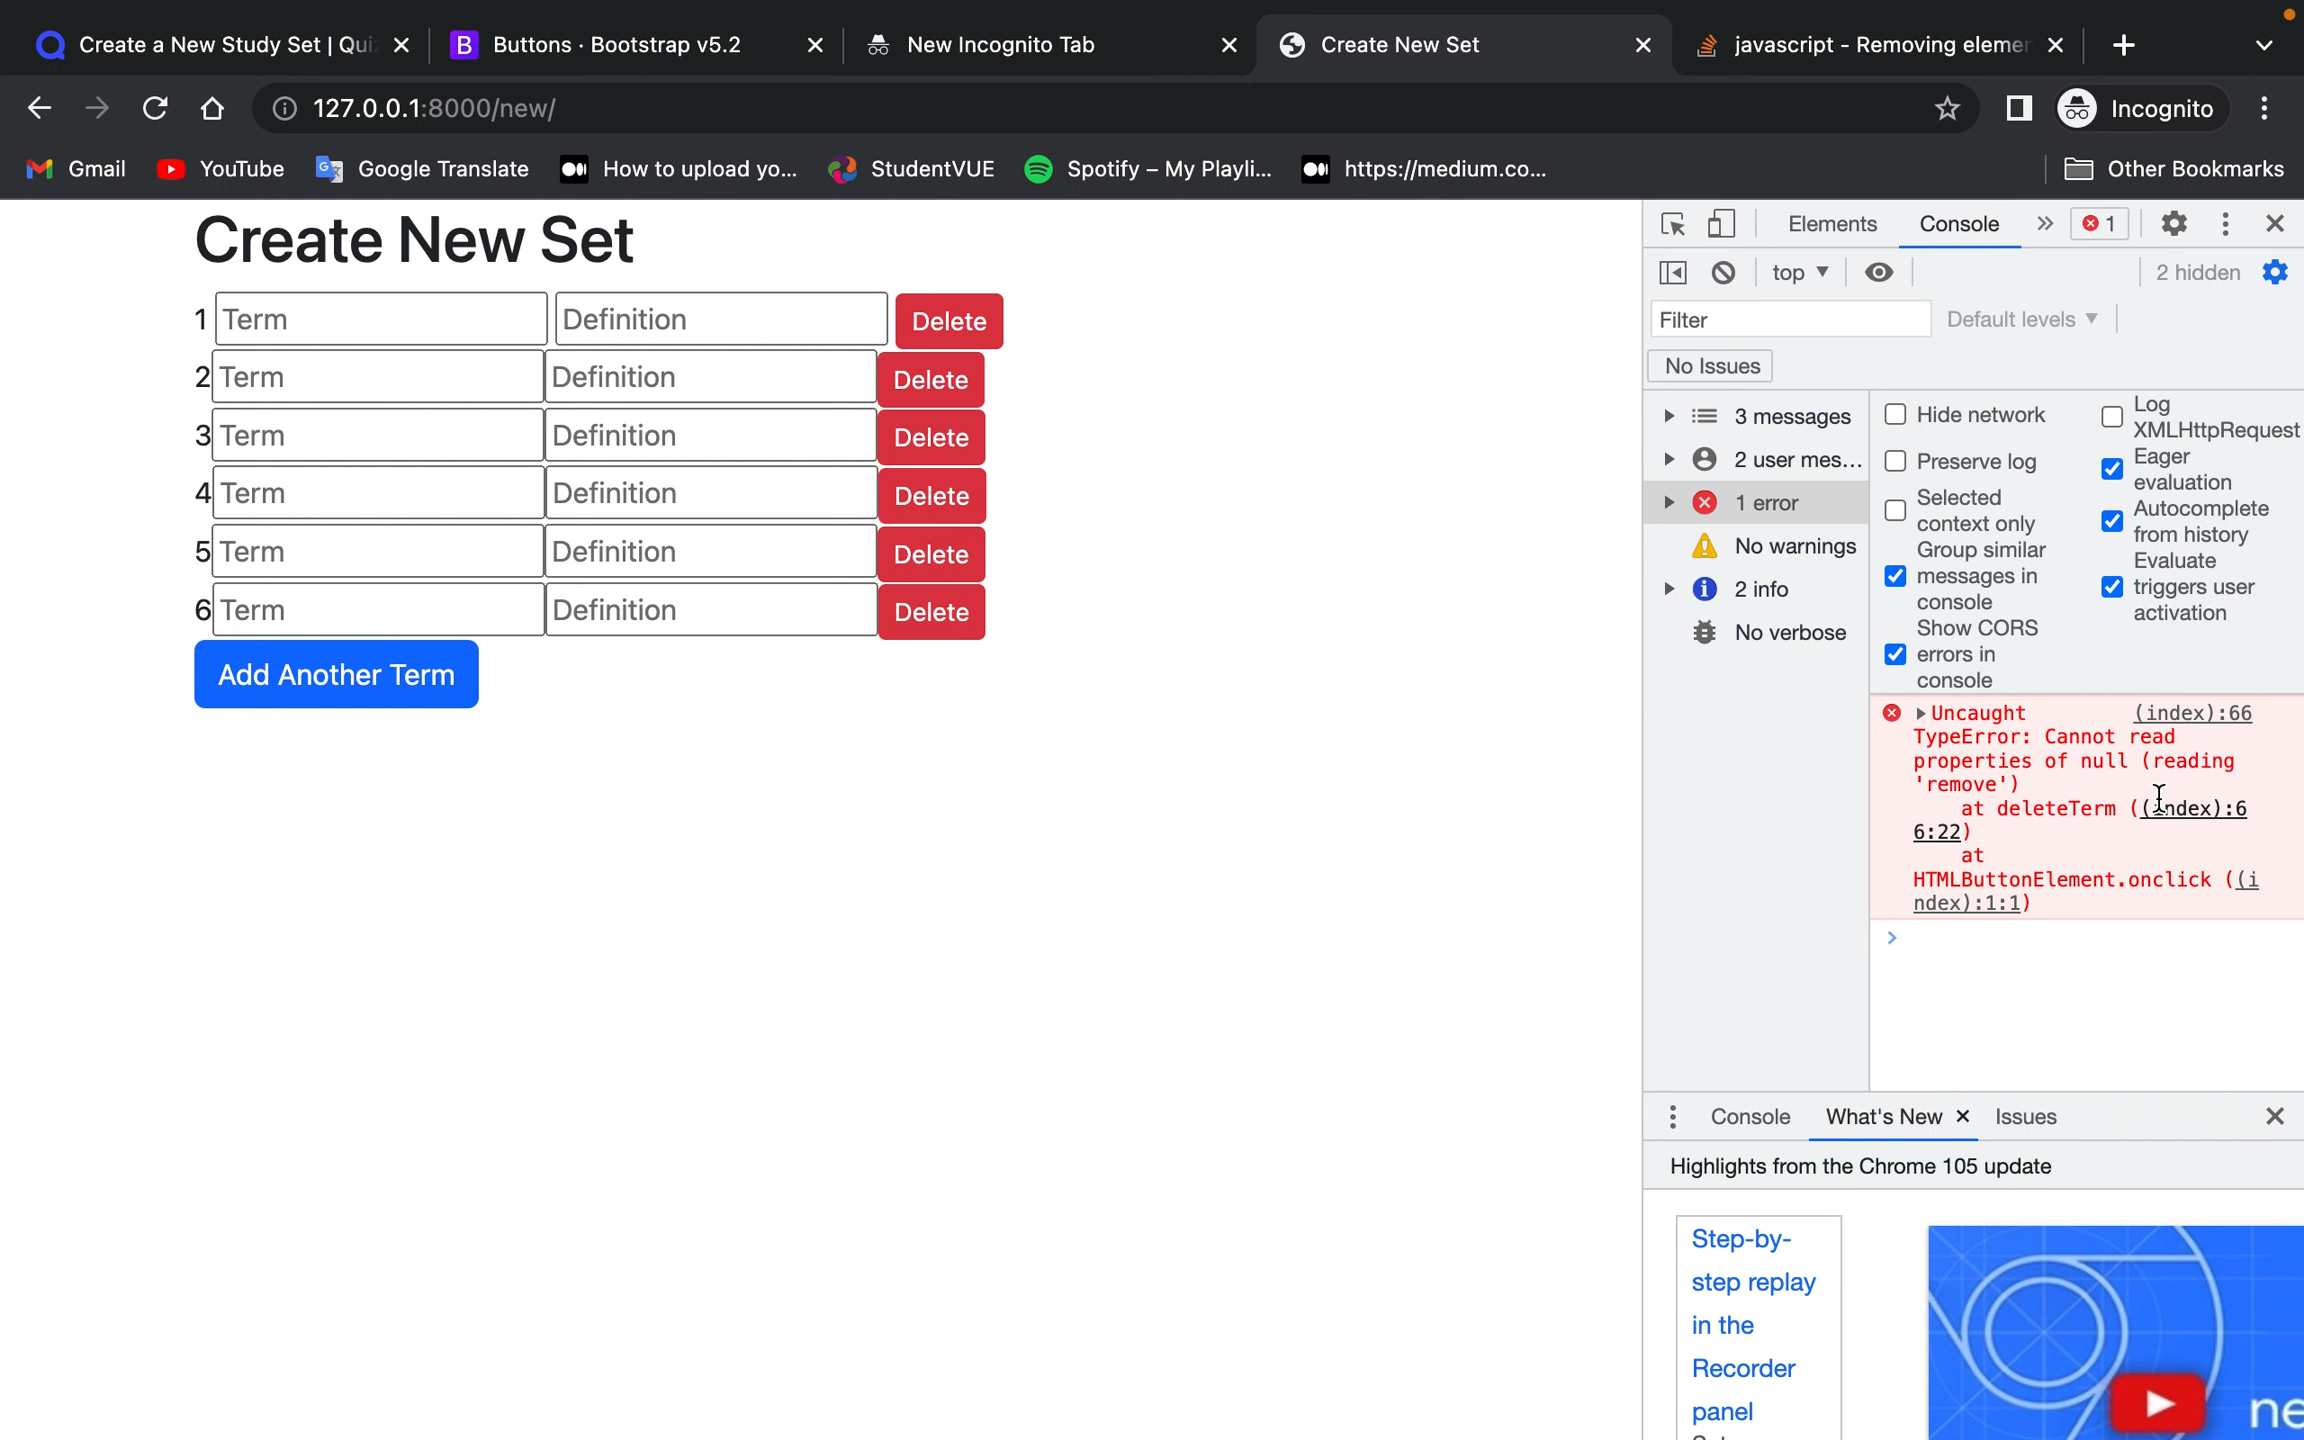 Create a New Study Set | Qui
Buttons · Bootstrap v5.2
New Incognito Tab
Create New Set
javascript - Removing elemen
127.0.0.1:8000/new/
Incognito
Gmail
YouTube
Google Translate
How to upload yo...
StudentVUE
Spotify – My Playli...
https://medium.co...
Other Bookmarks
Create New Set
1 Term Definition Delete
2 Term Definition Delete
3 Term Definition Delete
4 Term Definition Delete
5 Term Definition Delete
6 Term Definition Delete
Add Another Term
Elements Console 1
top 2 hidden
Filter Default levels
No Issues
3 messages
2 user mes...
1 error
No warnings
2 info
No verbose
Hide network
Preserve log
Selected
context only
Group similar
messages in
console
Show CORS
errors in
console
Log
XMLHttpRequest
Eager
evaluation
Autocomplete
from history
Evaluate
triggers user
activation
Uncaught (index):66
TypeError: Cannot read
properties of null (reading
'remove')
at deleteTerm ((index):6
6:22)
at
HTMLButtonElement.onclick ((i
ndex):1:1)
Console What's New Issues
Highlights from the Chrome 105 update
Step-by-
step replay
in the
Recorder
panel
ne